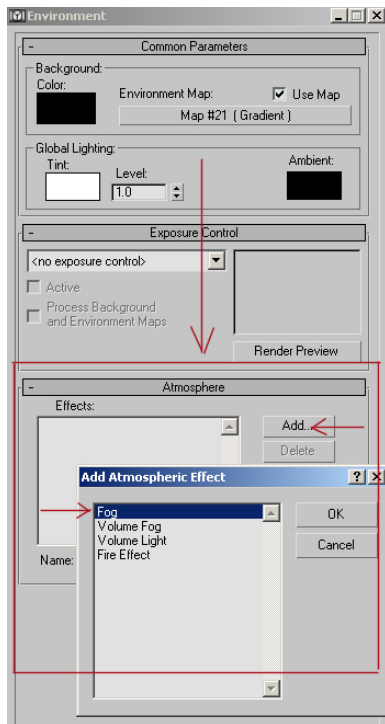 Environment
Common Parameters
Background:
Color:
Environment Map:
Use Map
Map #21 ( Gradient )
Global Lighting:
Tint:
Level:
Ambient:
1.0
Exposure Control
<no exposure control>
Active
Process Background
and Environment Maps
Render Preview
Atmosphere
Effects:
Add...
Delete
Add Atmospheric Effect
Fog
Volume Fog
Volume Light
Fire Effect
OK
Cancel
Name: